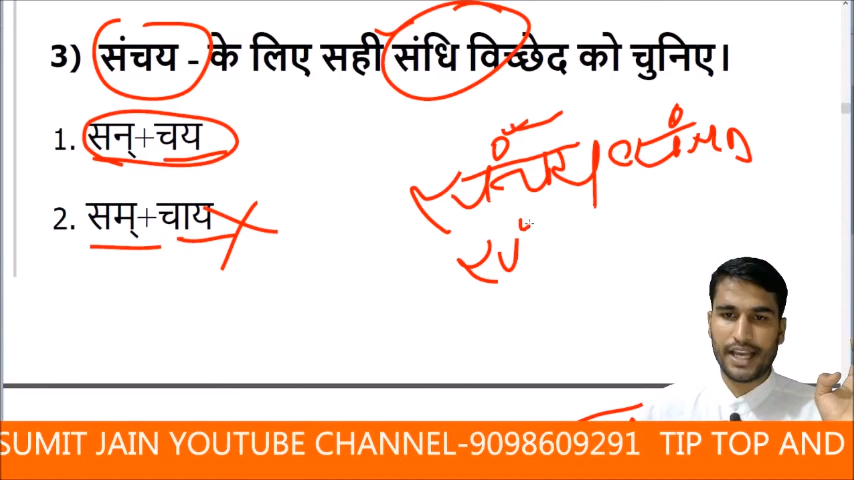 3) संचय - के लिए सही संधि विच्छेद को चुनिए।
1. सन्+चय
2. सम्+चाय
SUMIT JAIN YOUTUBE CHANNEL-9098609291 TIP TOP AND